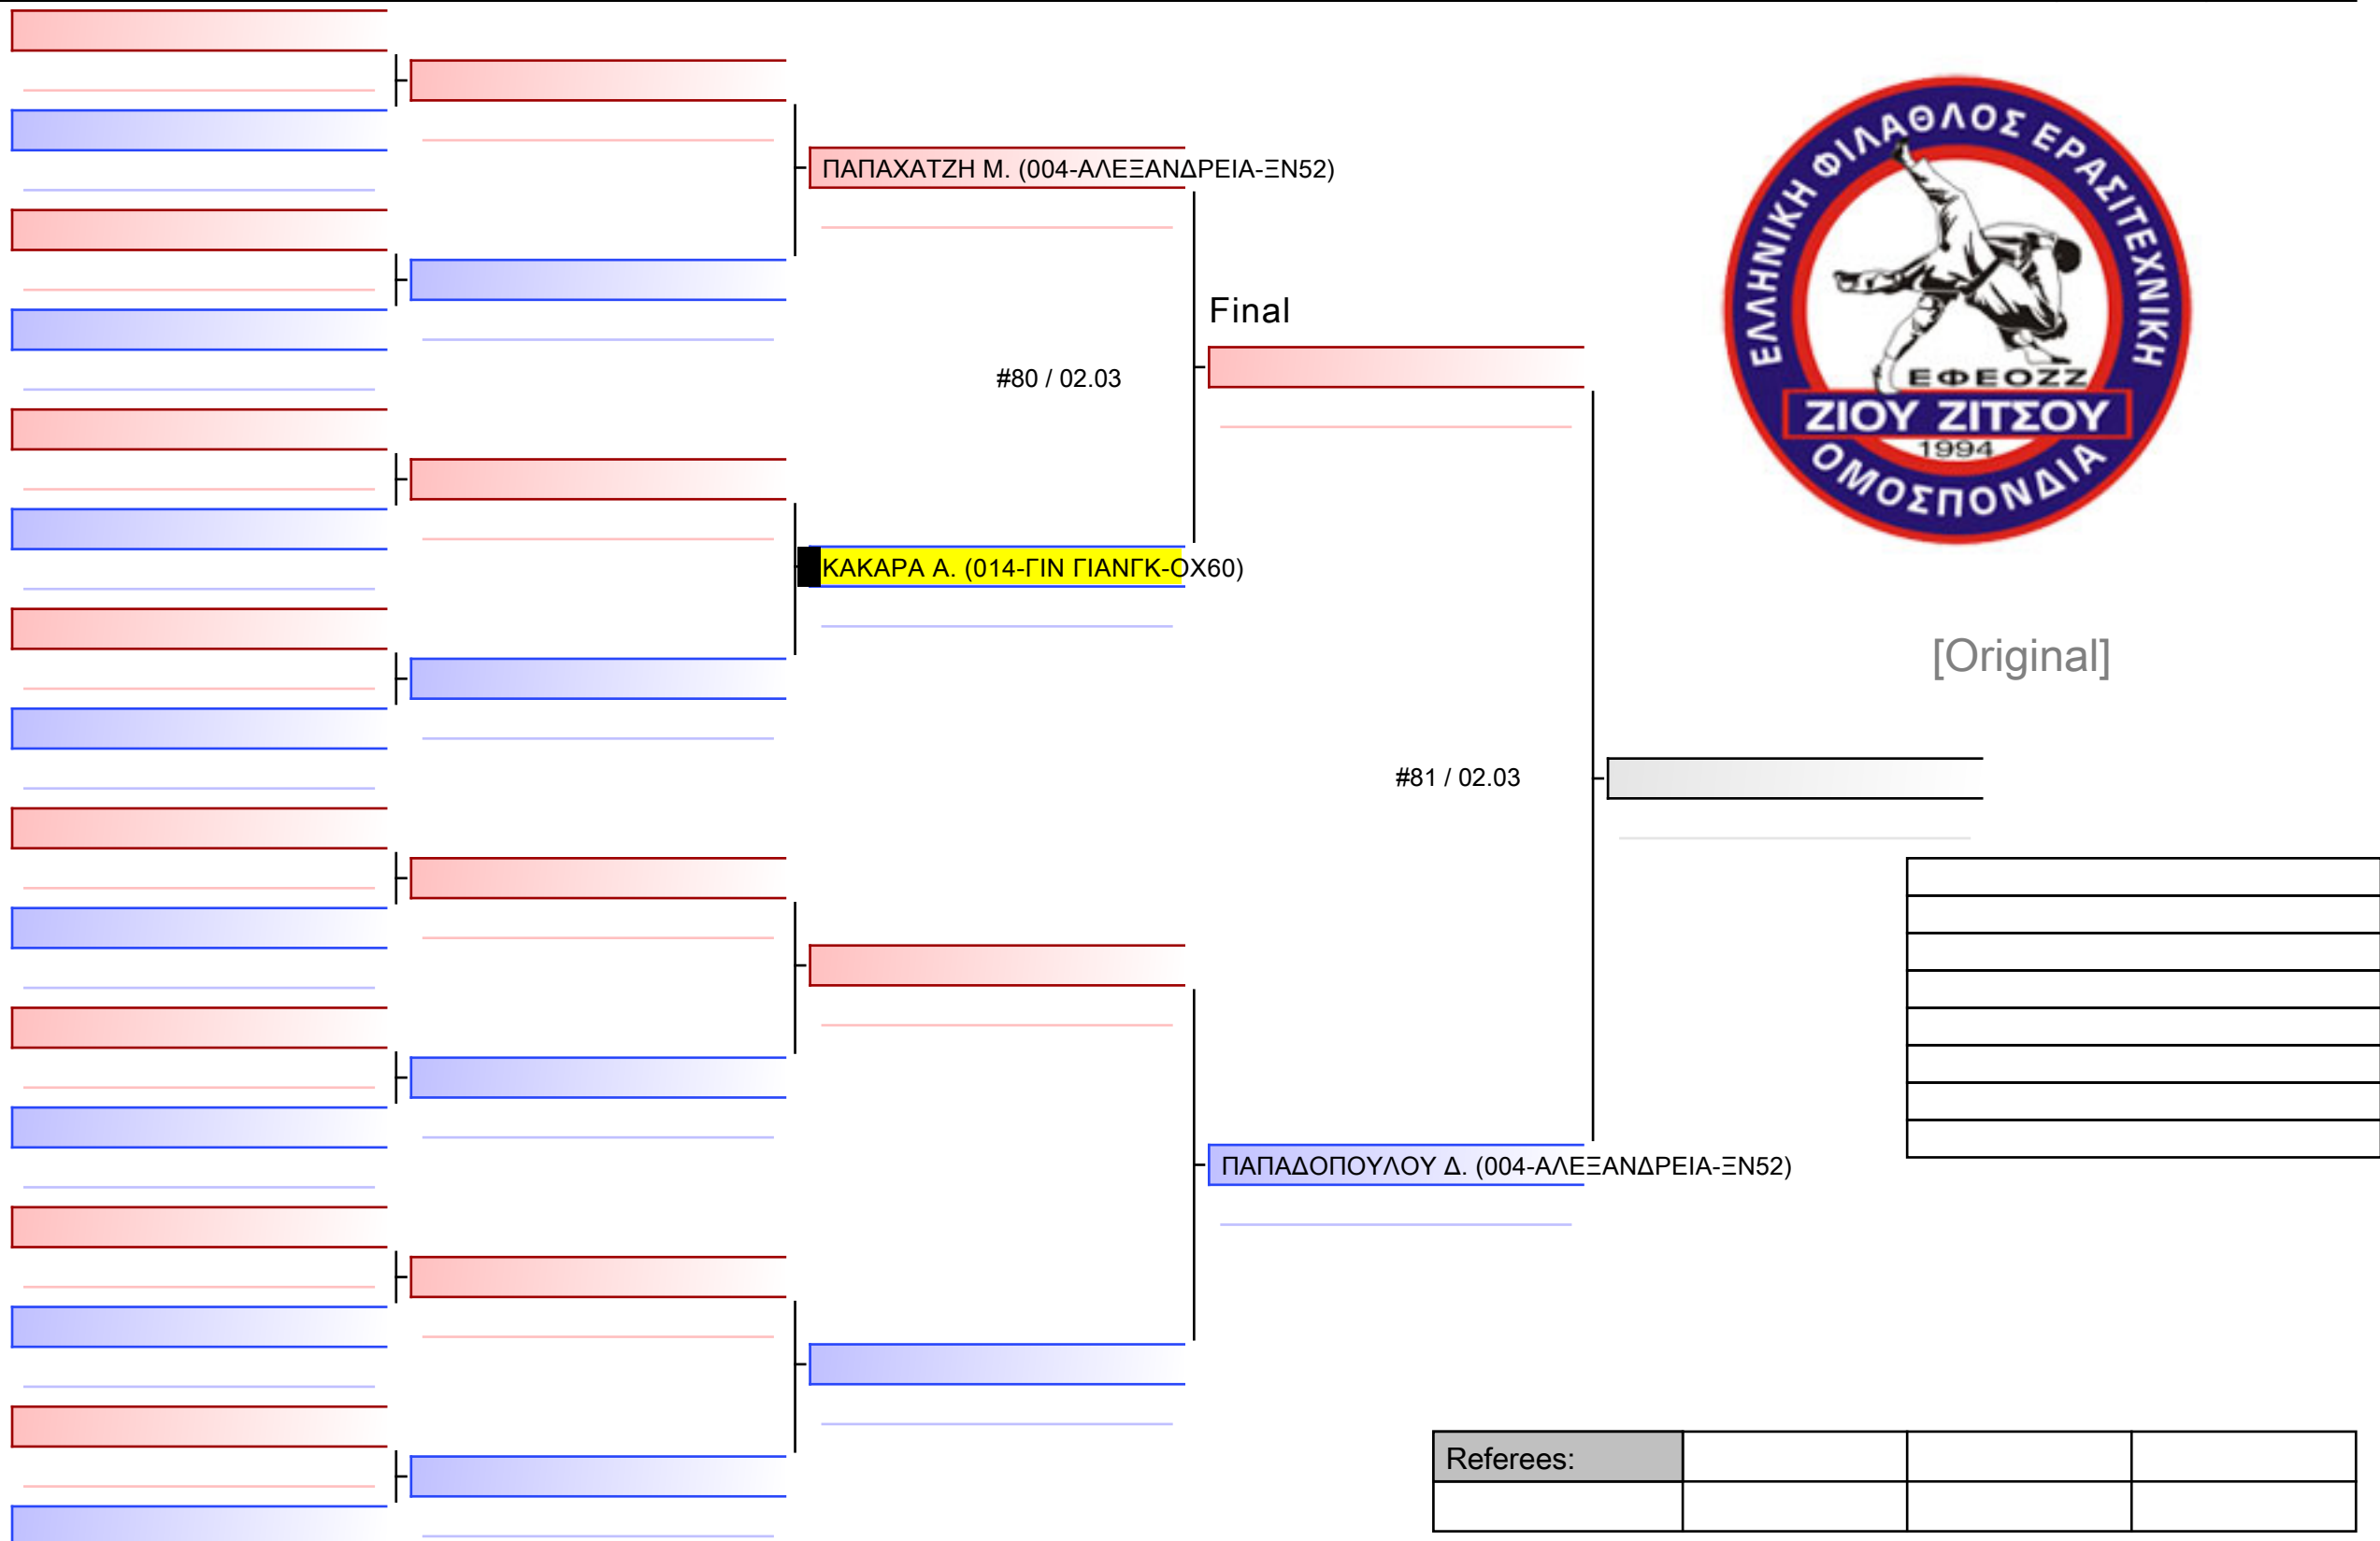 ΠΑΠΑΧΑΤΖΗ Μ. (004-ΑΛΕΞΑΝΔΡΕΙΑ-ΞΝ52)
Final
#80 / 02.03
ΚΑΚΑΡΑ Α. (014-ΓΙΝ ΓΙΑΝΓΚ-ΟΧ60)
ΕΛΛΗΝΙΚΗ ΦΙΛΑΘΛΟΣ ΕΡΑΣΙΤΕΧΝΙΚΗ
ΕΦΕΟΖΖ
ΖΙΟΥ ΖΙΤΣΟΥ
1994
ΟΜΟΣΠΟΝΔΙΑ
[Original]
#81 / 02.03
ΠΑΠΑΔΟΠΟΥΛΟΥ Δ. (004-ΑΛΕΞΑΝΔΡΕΙΑ-ΞΝ52)
Referees: